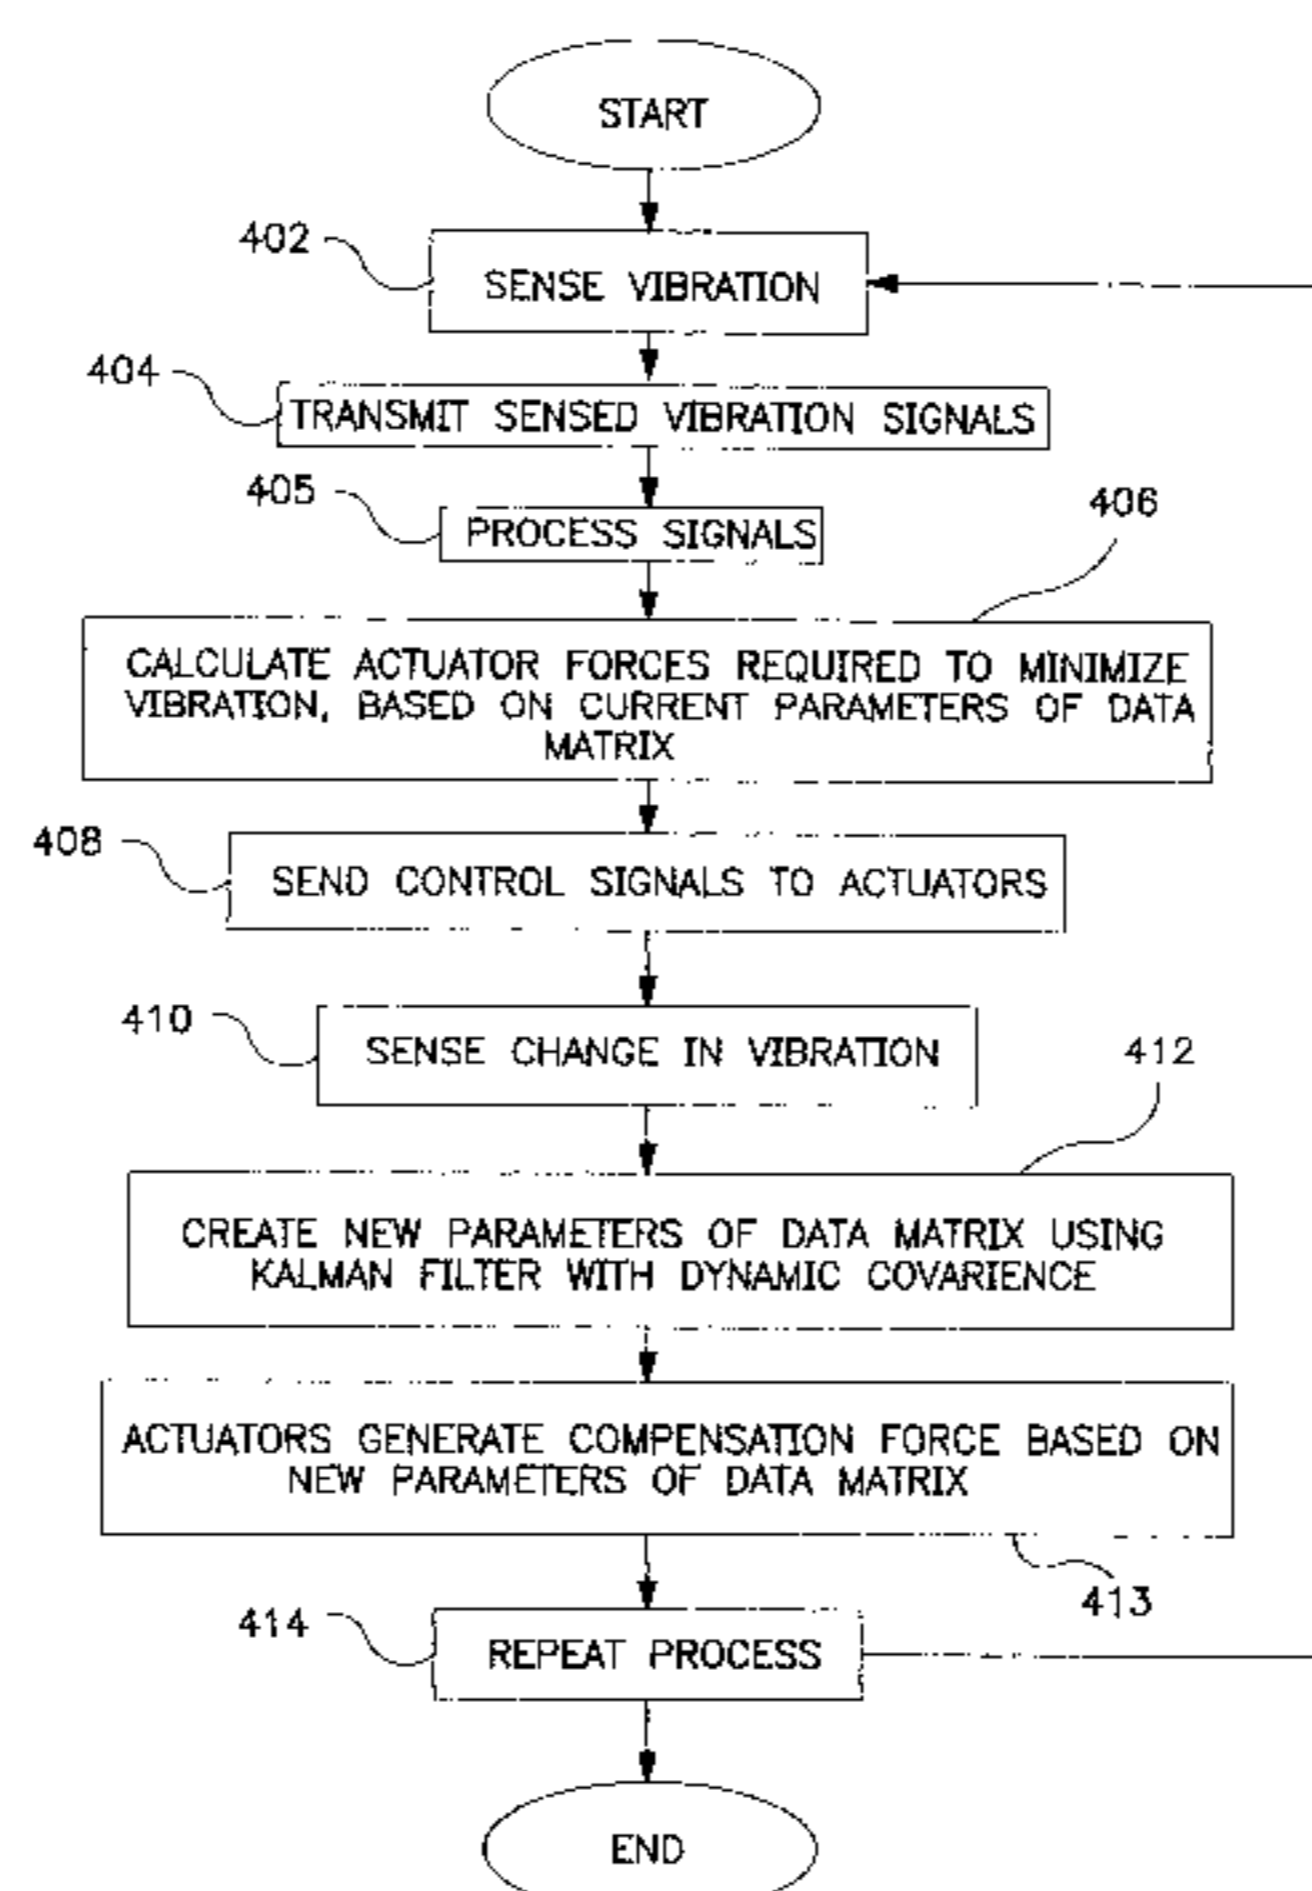 START
402
SENSE VIBRATION
404
TRANSMIT SENSED VIBRATION SIGNALS
405
PROCESS SIGNALS
406
CALCULATE ACTUATOR FORCES REQUIRED TO MINIMIZE
VIBRATION, BASED ON CURRENT PARAMETERS OF DATA
MATRIX
408
SEND CONTROL SIGNALS TO ACTUATORS
410
SENSE CHANGE IN VIBRATION
412
CREATE NEW PARAMETERS OF DATA MATRIX USING
KALMAN FILTER WITH DYNAMIC COVARIENCE
ACTUATORS GENERATE COMPENSATION FORCE BASED ON
NEW PARAMETERS OF DATA MATRIX
413
414
REPEAT PROCESS
END